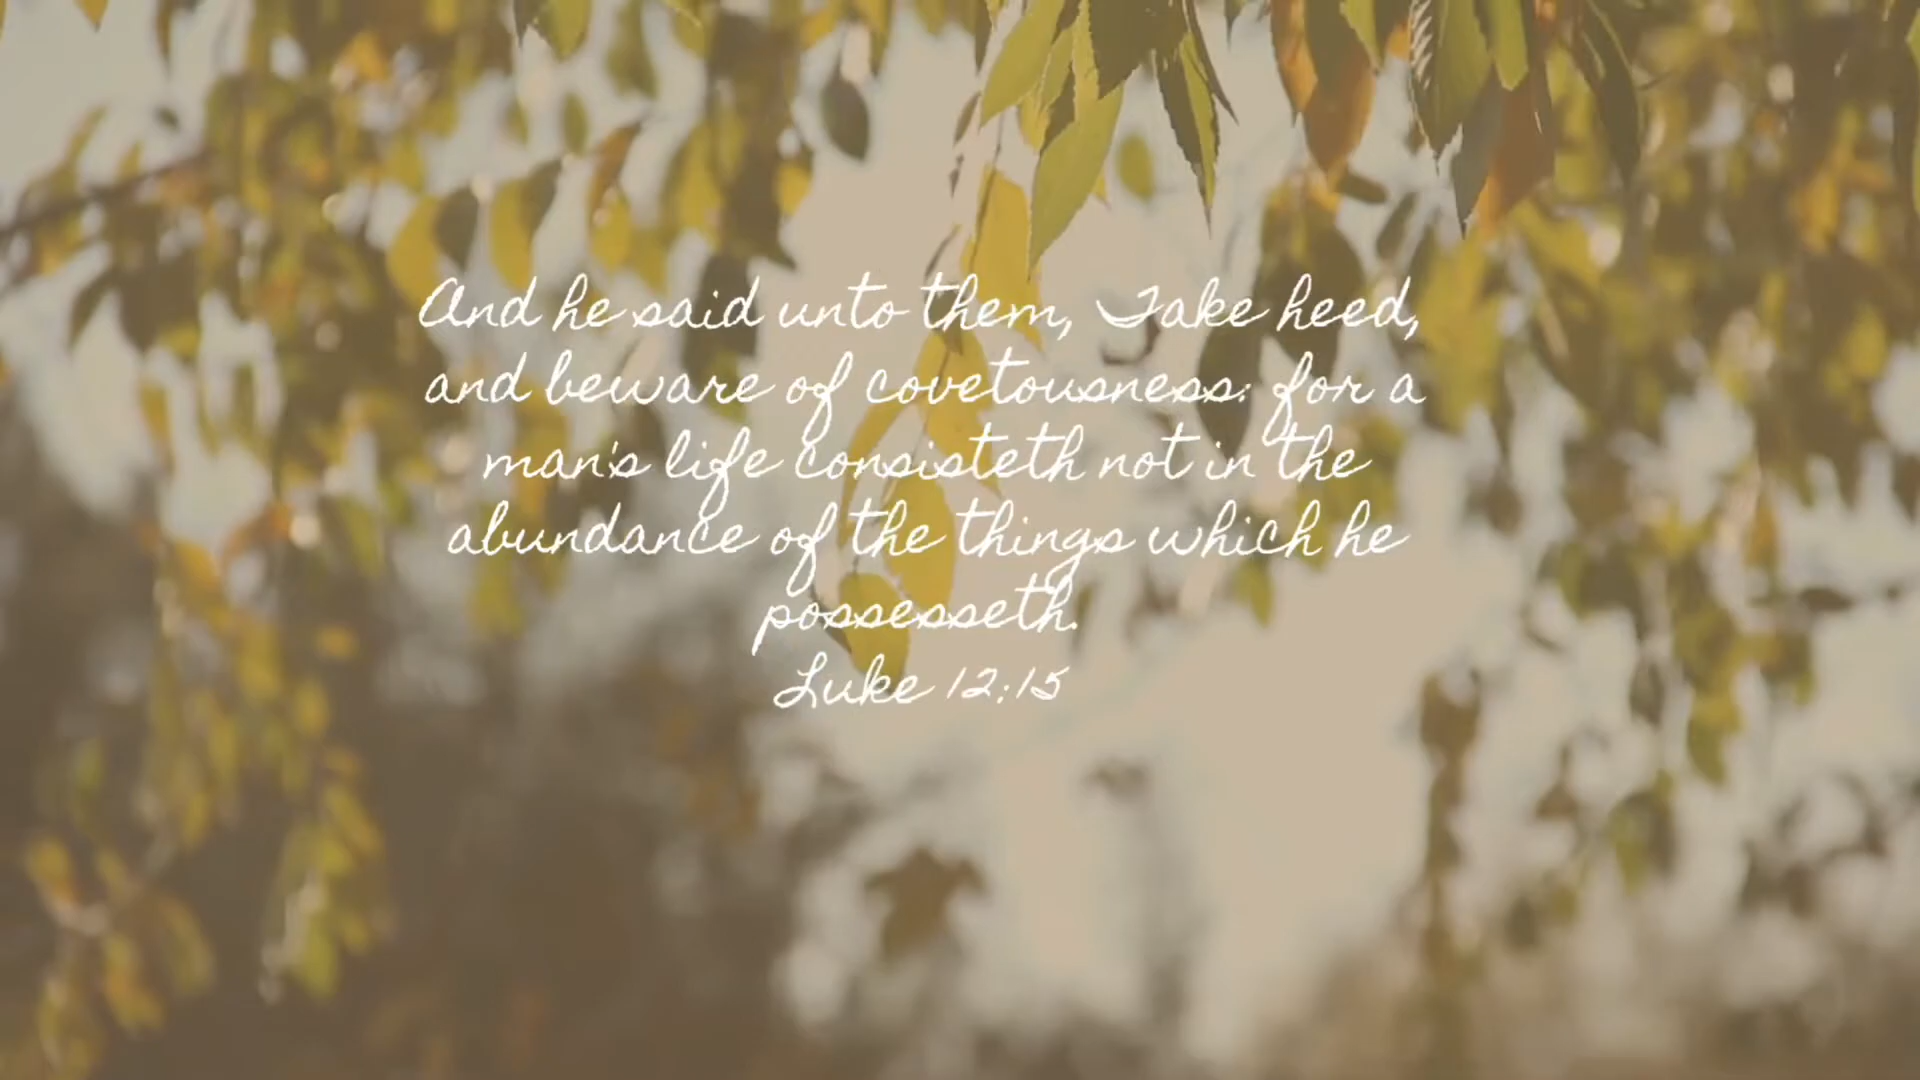 And he said unto them, Take heed,
and beware of covetousness: for a
man's life consisteth not in the
abundance of the things which he
possesseth.
Luke 12:15